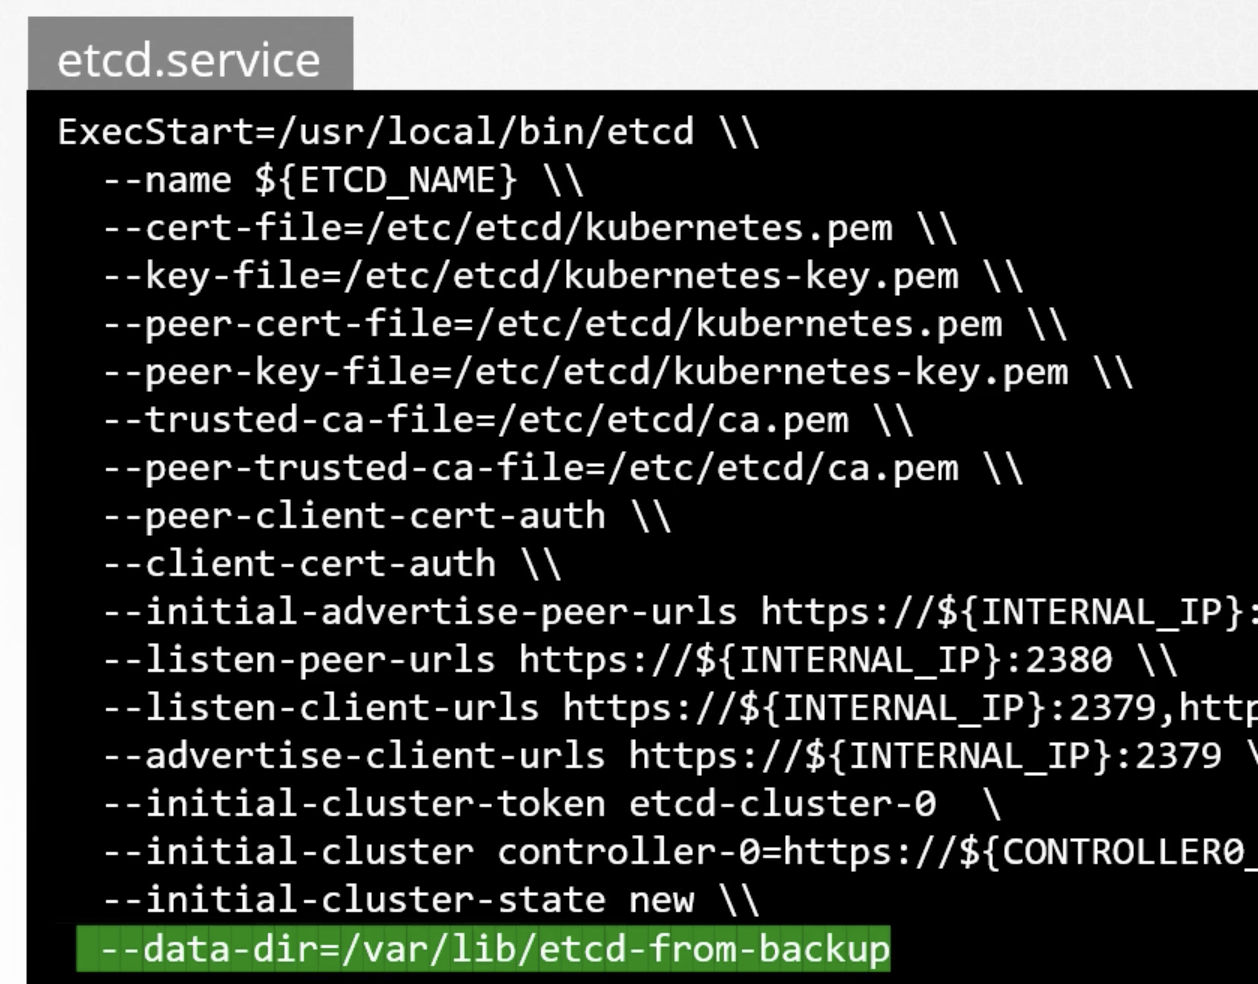 etcd.service
ExecStart=/usr/local/bin/etcd \\
--name ${ETCD_NAME} \\
--cert-file=/etc/etcd/kubernetes.pem \\
--key-file=/etc/etcd/kubernetes-key.pem \\
--peer-cert-file=/etc/etcd/kubernetes.pem \\
--peer-key-file=/etc/etcd/kubernetes-key.pem \\
--trusted-ca-file=/etc/etcd/ca.pem \\
--peer-trusted-ca-file=/etc/etcd/ca.pem \\
--peer-client-cert-auth \\
--client-cert-auth \\
--initial-advertise-peer-urls https://${INTERNAL_IP}:
--listen-peer-urls https://${INTERNAL_IP}:2380 \\
--listen-client-urls https://${INTERNAL_IP}:2379,http
--advertise-client-urls https://${INTERNAL_IP}:2379 \
--initial-cluster-token etcd-cluster-0 \
--initial-cluster controller-0=https://${CONTROLLER0_
--initial-cluster-state new \\
--data-dir=/var/lib/etcd-from-backup